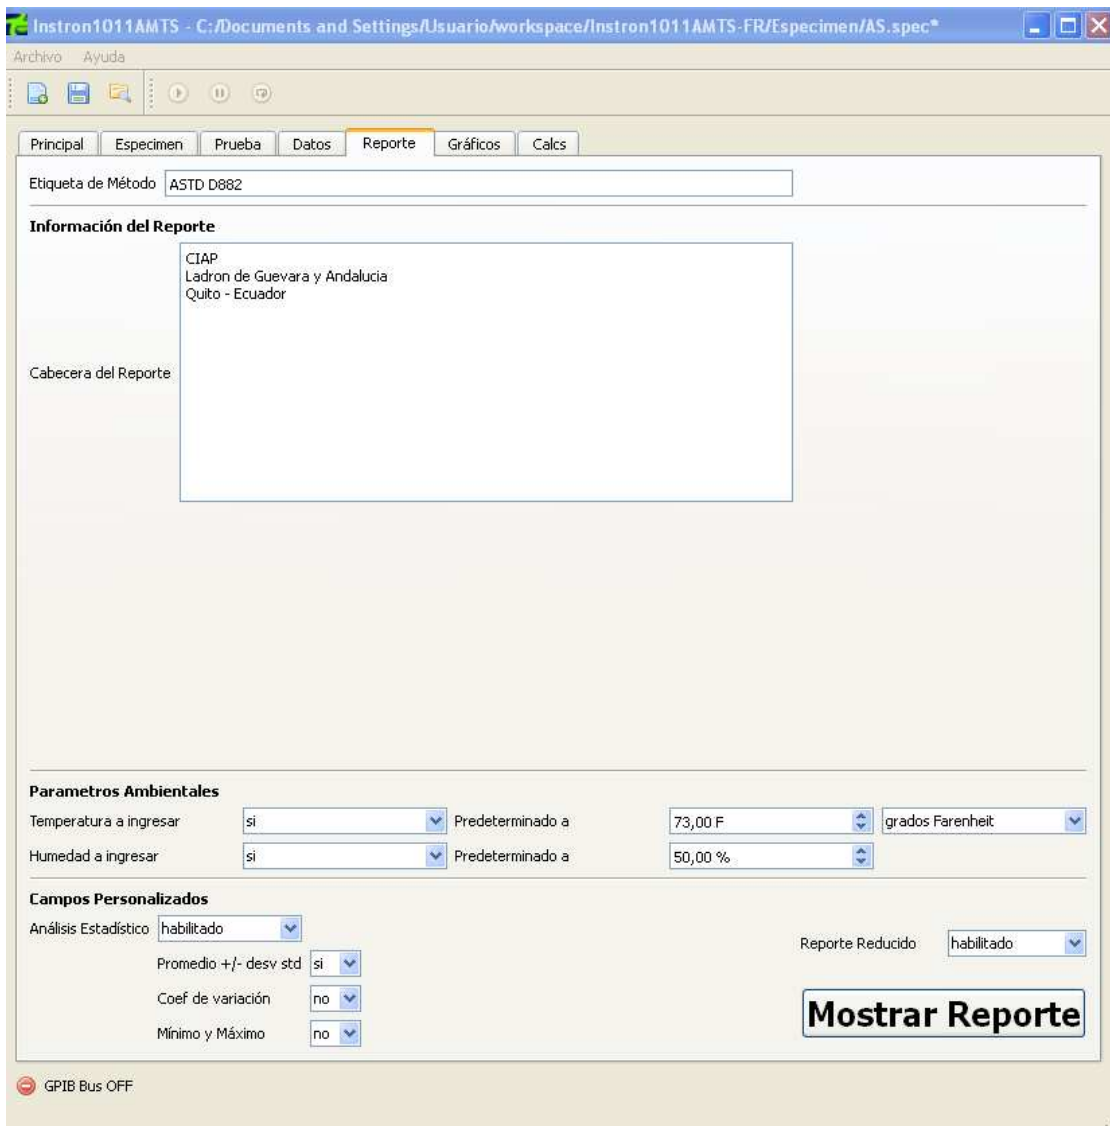 Instron1011AMTS - C:/Documents and Settings/Usuario/workspace/Instron1011AMTS-FR/Especimen/AS.spec*
Archivo Ayuda
Principal Especimen Prueba Datos Reporte Gráficos Calcs
Etiqueta de Método ASTD D882
Información del Reporte
CIAP
Ladron de Guevara y Andalucia
Quito - Ecuador
Cabecera del Reporte
Parametros Ambientales
Temperatura a ingresar si Predeterminado a 73,00 F grados Farenheit
Humedad a ingresar si Predeterminado a 50,00 %
Campos Personalizados
Análisis Estadístico habilitado
Reporte Reducido habilitado
Promedio +/- desv std si
Coef de variación no
Mostrar Reporte
Mínimo y Máximo no
GPIB Bus OFF